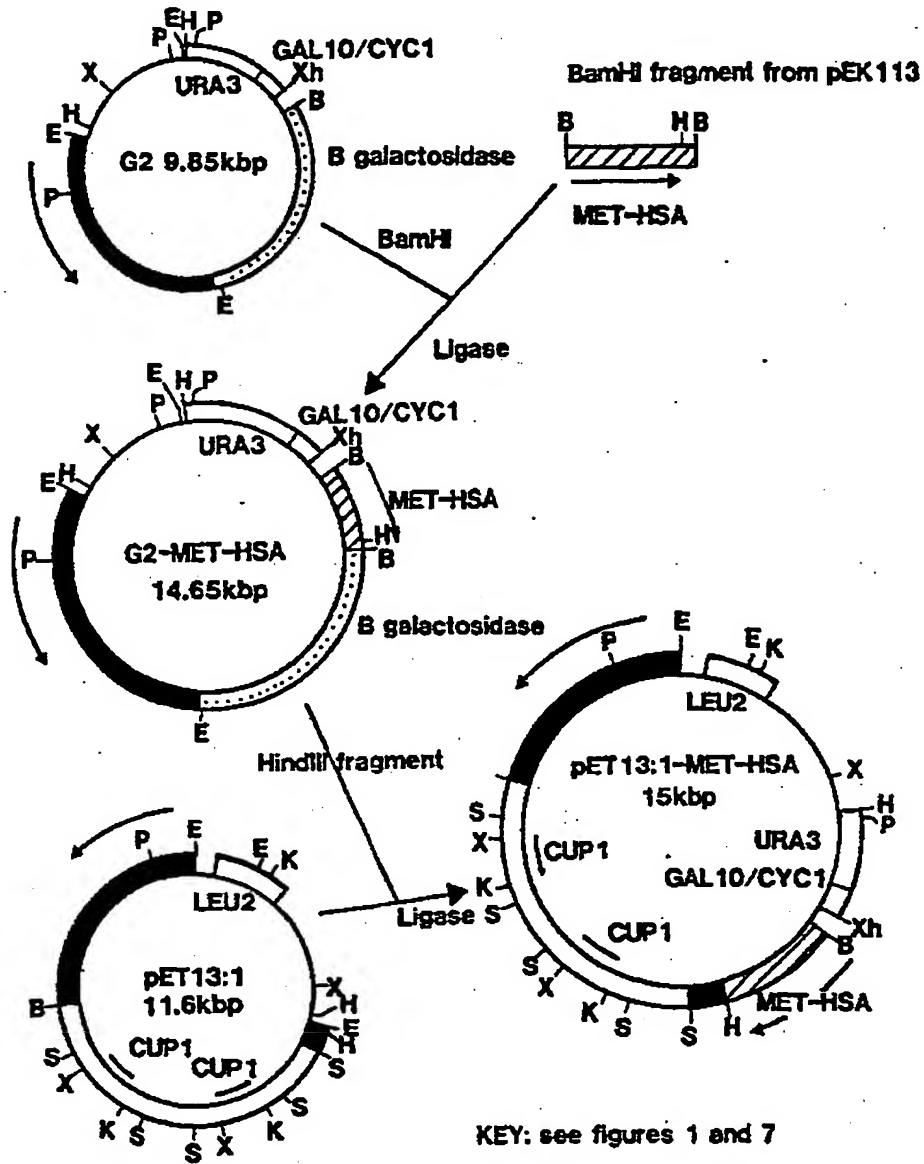 E H P
P
GAL10/CYC1
X
URA3
Xh
B
H
E
G2 9.85kbp
B galactosidase
P
E
BamHI fragment from pEK113
B H B
MET-HSA
BamHI
Ligase
E H P
P
GAL10/CYC1
X
URA3
Xh
B
E H
MET-HSA
P
G2-MET-HSA
14.65kbp
H
B
B galactosidase
E
HindIII fragment
Ligase
P E E K
LEU2
pET13:1
11.6kbp
X
H
E
H
S
B
CUP1
CUP1
S
X
K
S
S
X
K
S
P E E K
LEU2
pET13:1-MET-HSA
15kbp
X
H
P
URA3
GAL10/CYC1
Xh
B
MET-HSA
S
X
CUP1
K
S
CUP1
S
X
K
S
S
H
KEY: see figures 1 and 7